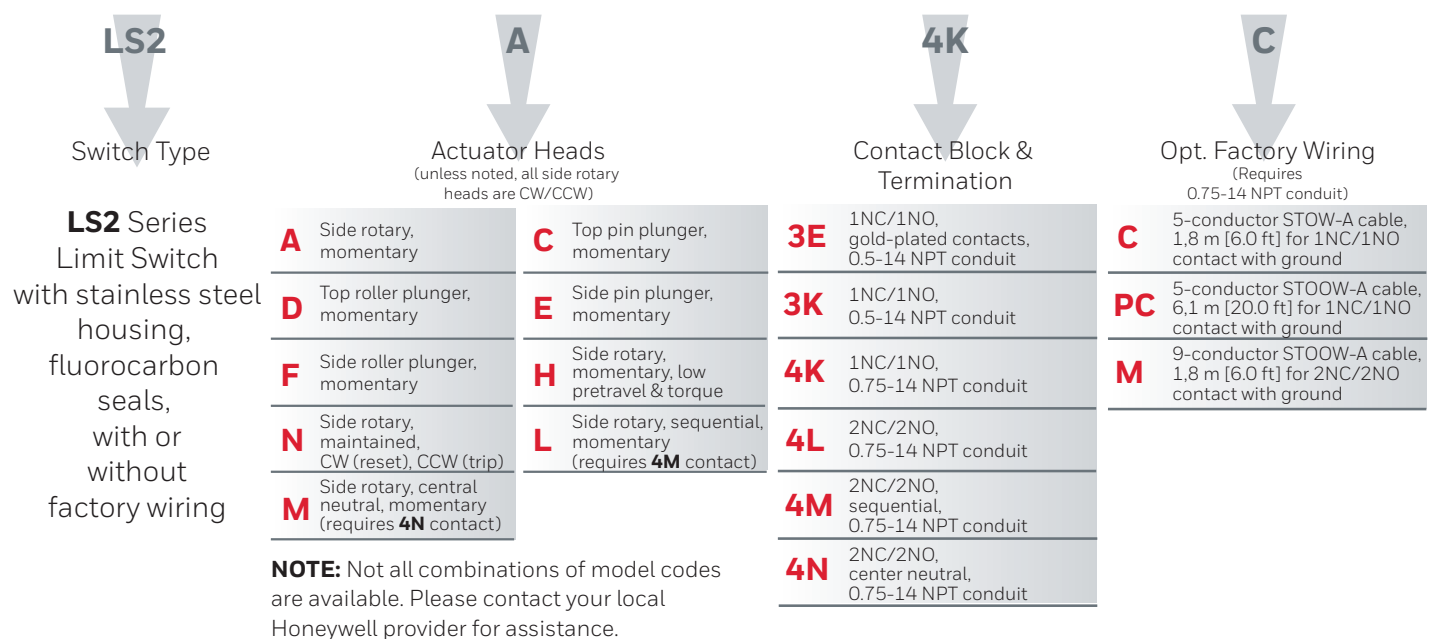 LS2
A
4K
C
Switch Type
LS2 Series
Limit Switch
with stainless steel
housing,
fluorocarbon
seals,
with or
without
factory wiring
Actuator Heads
(unless noted, all side rotary
heads are CW/CCW)
A
Side rotary,
momentary
C
Top pin plunger,
momentary
D
Top roller plunger,
momentary
E
Side pin plunger,
momentary
F
Side roller plunger,
momentary
H
Side rotary,
momentary, low
pretravel & torque
N
Side rotary,
maintained,
CW (reset), CCW (trip)
L
Side rotary, sequential,
momentary
(requires 4M contact)
M
Side rotary, central
neutral, momentary
(requires 4N contact)
NOTE: Not all combinations of model codes
are available. Please contact your local
Honeywell provider for assistance.
Contact Block &
Termination
3E
1NC/1NO,
gold-plated contacts,
0.5-14 NPT conduit
3K
1NC/1NO,
0.5-14 NPT conduit
4K
1NC/1NO,
0.75-14 NPT conduit
4L
2NC/2NO,
0.75-14 NPT conduit
4M
2NC/2NO,
sequential,
0.75-14 NPT conduit
4N
2NC/2NO,
center neutral,
0.75-14 NPT conduit
Opt. Factory Wiring
(Requires
0.75-14 NPT conduit)
C
5-conductor STOW-A cable,
1,8 m [6.0 ft] for 1NC/1NO
contact with ground
PC
5-conductor STOOW-A cable,
6,1 m [20.0 ft] for 1NC/1NO
contact with ground
M
9-conductor STOOW-A cable,
1,8 m [6.0 ft] for 2NC/2NO
contact with ground